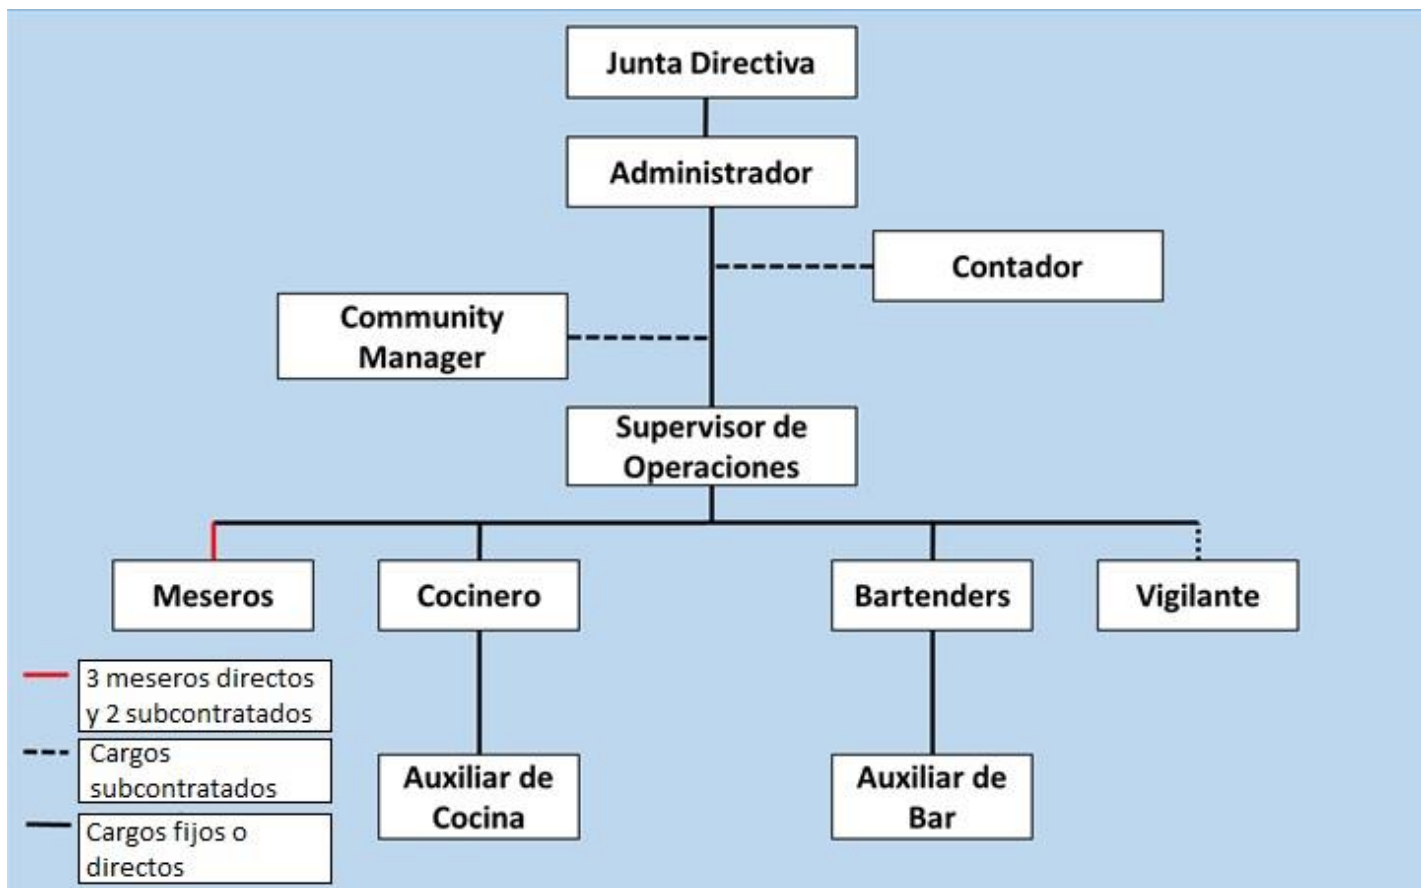 Junta Directiva
Administrador
Contador
Community
Manager
Supervisor de
Operaciones
Meseros
Cocinero
Bartenders
Vigilante
3 meseros directos
y 2 subcontratados
Cargos
subcontratados
Cargos fijos o
directos
Auxiliar de
Cocina
Auxiliar de
Bar